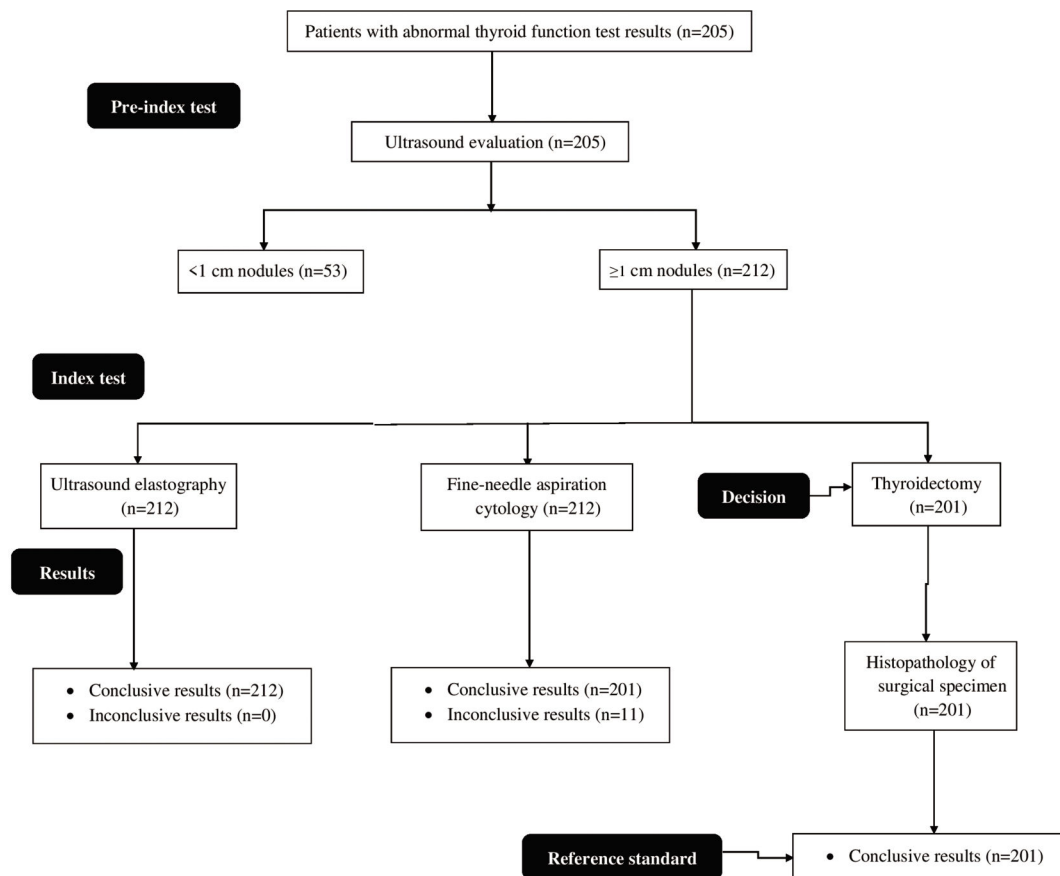 Patients with abnormal thyroid function test results (n=205)
Pre-index test
Ultrasound evaluation (n=205)
<1 cm nodules (n=53)
≥1 cm nodules (n=212)
Index test
Ultrasound elastography
(n=212)
Fine-needle aspiration
cytology (n=212)
Decision
Thyroidectomy
(n=201)
Results
• Conclusive results (n=212)
• Inconclusive results (n=0)
• Conclusive results (n=201)
• Inconclusive results (n=11)
Histopathology of
surgical specimen
(n=201)
Reference standard
• Conclusive results (n=201)